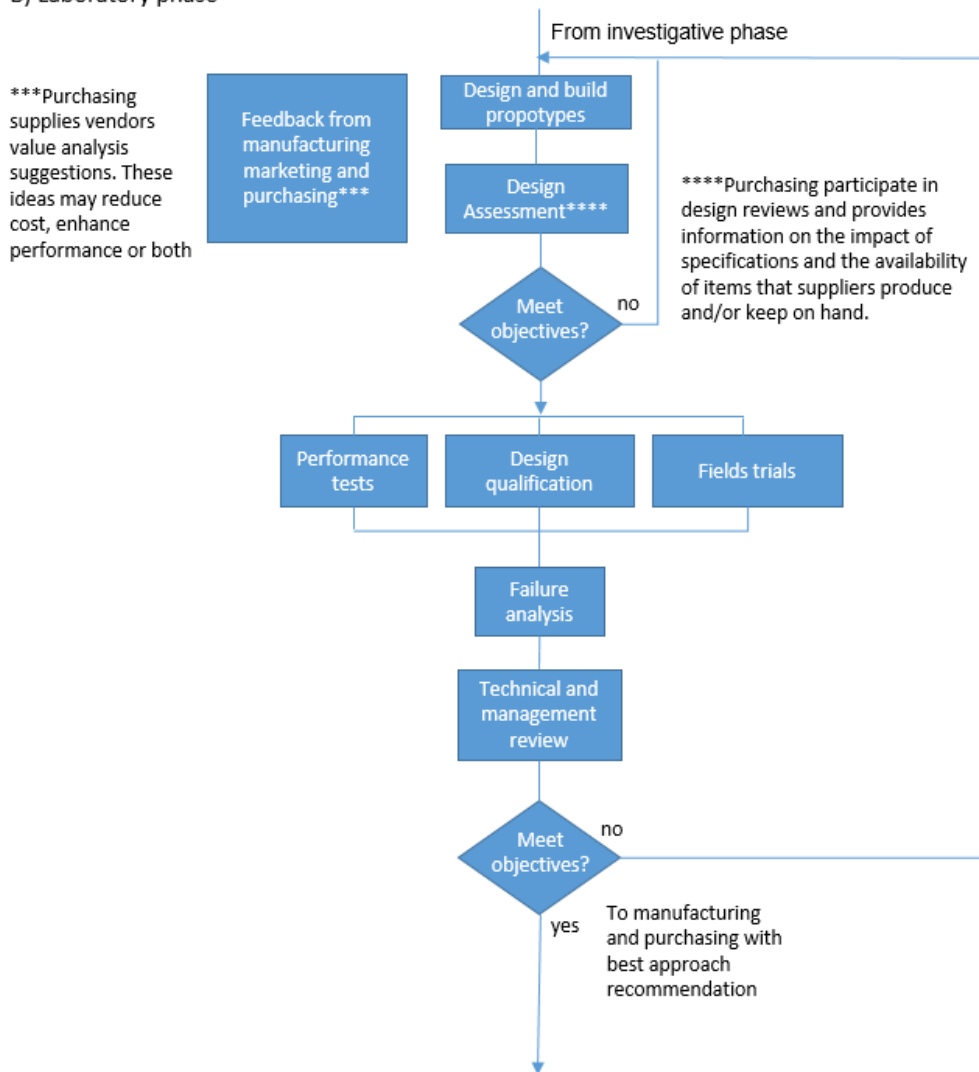 B) Laboratory phase
From investigative phase
***Purchasing
supplies vendors
value analysis
suggestions. These
ideas may reduce
cost, enhance
performance or both
Feedback from
manufacturing
marketing and
purchasing***
Design and build
propotypes
Design
Assessment****
****Purchasing participate in
design reviews and provides
information on the impact of
specifications and the availability
of items that suppliers produce
and/or keep on hand.
Meet
objectives?
no
Performance
tests
Design
qualification
Fields trials
Failure
analysis
Technical and
management
review
Meet
objectives?
no
yes
To manufacturing
and purchasing with
best approach
recommendation